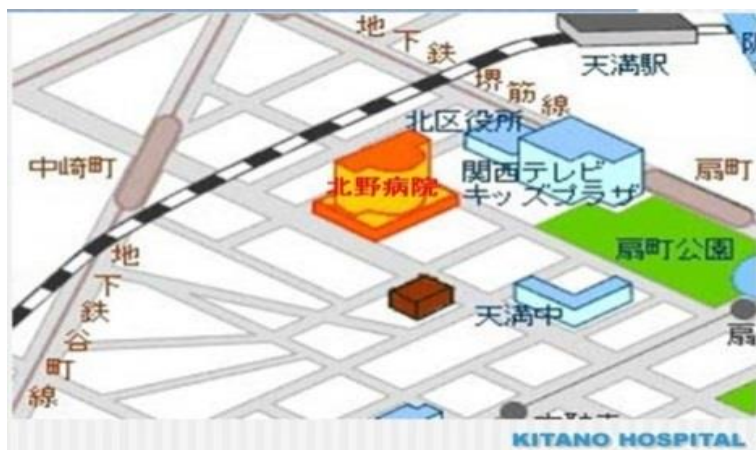 地下鉄堺筋線
天満駅
北区役所
中崎町
北野病院
関西テレビ
キッズプラザ
扇町
扇町公園
地下鉄谷町線
天満中
扇
KITANO HOSPITAL